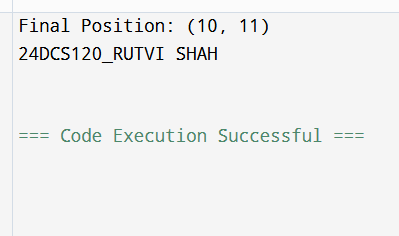 Final Position: (10, 11)
24DCS120_RUTVI SHAH
=== Code Execution Successful ===